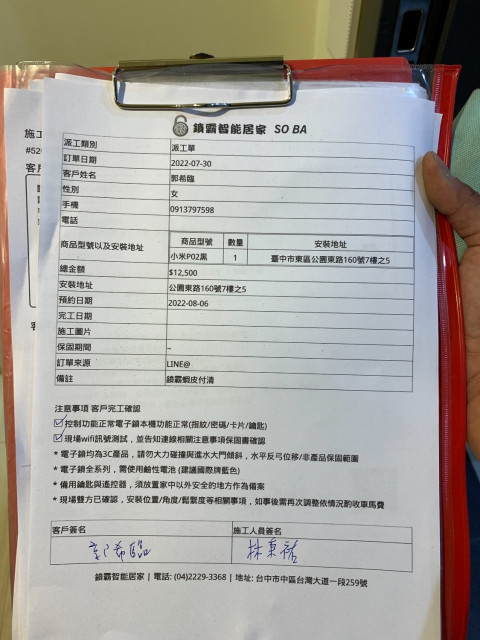 施工
#520
客戶
客
鎖霸智能居家 SO BA
派工類別 派工單
訂單日期 2022-07-30
客戶姓名 郭希臨
性別 女
手機 0913797598
電話
商品型號以及安裝地址 商品型號 數量 安裝地址
小米P02黑 1 臺中市東區公園東路160號7樓之5
總金額 $12,500
安裝地址 公園東路160號7樓之5
預約日期 2022-08-06
完工日期
施工圖片
保固期間 –
訂單來源 LINE@
備註 鎖霸蝦皮付清
注意事項 客戶完工確認
控制功能正常電子鎖本機功能正常(指紋/密碼/卡片/鑰匙)
現場wifi訊號測試，並告知連線相關注意事項保固書確認
* 電子鎖均為3C產品，請勿大力碰撞與遙水大門傾斜，水平反弓位移/非產品保固範圍
* 電子鎖全系列，需使用鹼性電池 (建議國際牌藍色)
* 備用鑰匙與遙控器，須放置家中以外安全的地方作為備案
* 現場雙方已確認，安裝位置/角度/鬆緊度等相關事項，如事後需再次調整依情況酌收車馬費
客戶簽名 施工人員簽名
郭希臨 林東祐
鎖霸智能居家 | 電話: (04)2229-3368 | 地址: 台中市中區台灣大道一段259號